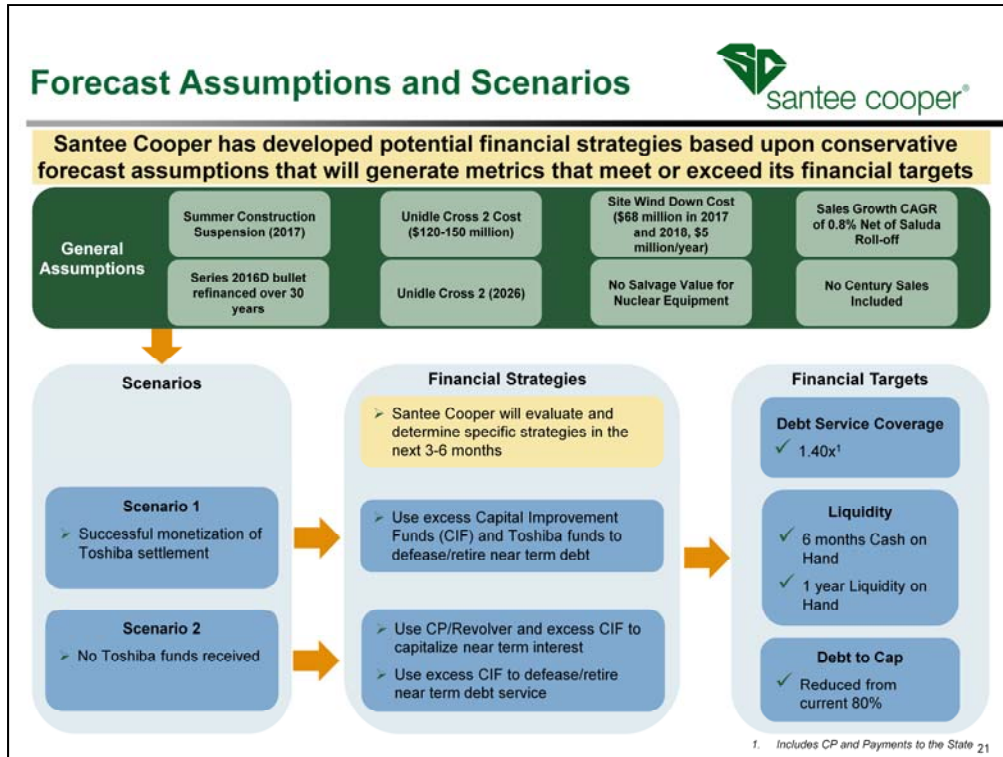 Forecast Assumptions and Scenarios
santee cooper®
Santee Cooper has developed potential financial strategies based upon conservative
forecast assumptions that will generate metrics that meet or exceed its financial targets
General
Assumptions
Summer Construction
Suspension (2017)
Unidle Cross 2 Cost
($120-150 million)
Site Wind Down Cost
($68 million in 2017
and 2018, $5
million/year)
Sales Growth CAGR
of 0.8% Net of Saluda
Roll-off
Series 2016D bullet
refinanced over 30
years
Unidle Cross 2 (2026)
No Salvage Value for
Nuclear Equipment
No Century Sales
Included
Scenarios
Scenario 1
Successful monetization of
Toshiba settlement
Scenario 2
No Toshiba funds received
Financial Strategies
Santee Cooper will evaluate and
determine specific strategies in the
next 3-6 months
Use excess Capital Improvement
Funds (CIF) and Toshiba funds to
defease/retire near term debt
Use CP/Revolver and excess CIF to
capitalize near term interest
Use excess CIF to defease/retire
near term debt service
Financial Targets
Debt Service Coverage
✓ 1.40x¹
Liquidity
✓ 6 months Cash on
Hand
✓ 1 year Liquidity on
Hand
Debt to Cap
✓ Reduced from
current 80%
1. Includes CP and Payments to the State
21